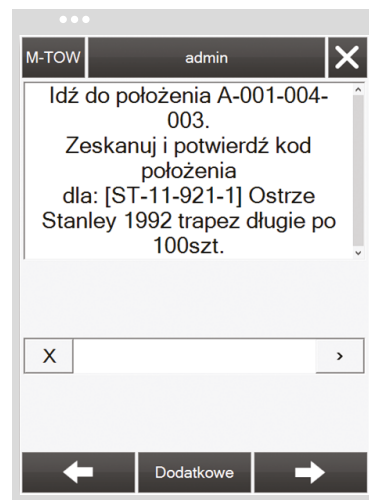 M-TOW admin
Idź do położenia A-001-004-
003.
Zeskanuj i potwierdź kod
położenia
dla: [ST-11-921-1] Ostrze
Stanley 1992 trapez długie po
100szt.
X >
Dodatkowe